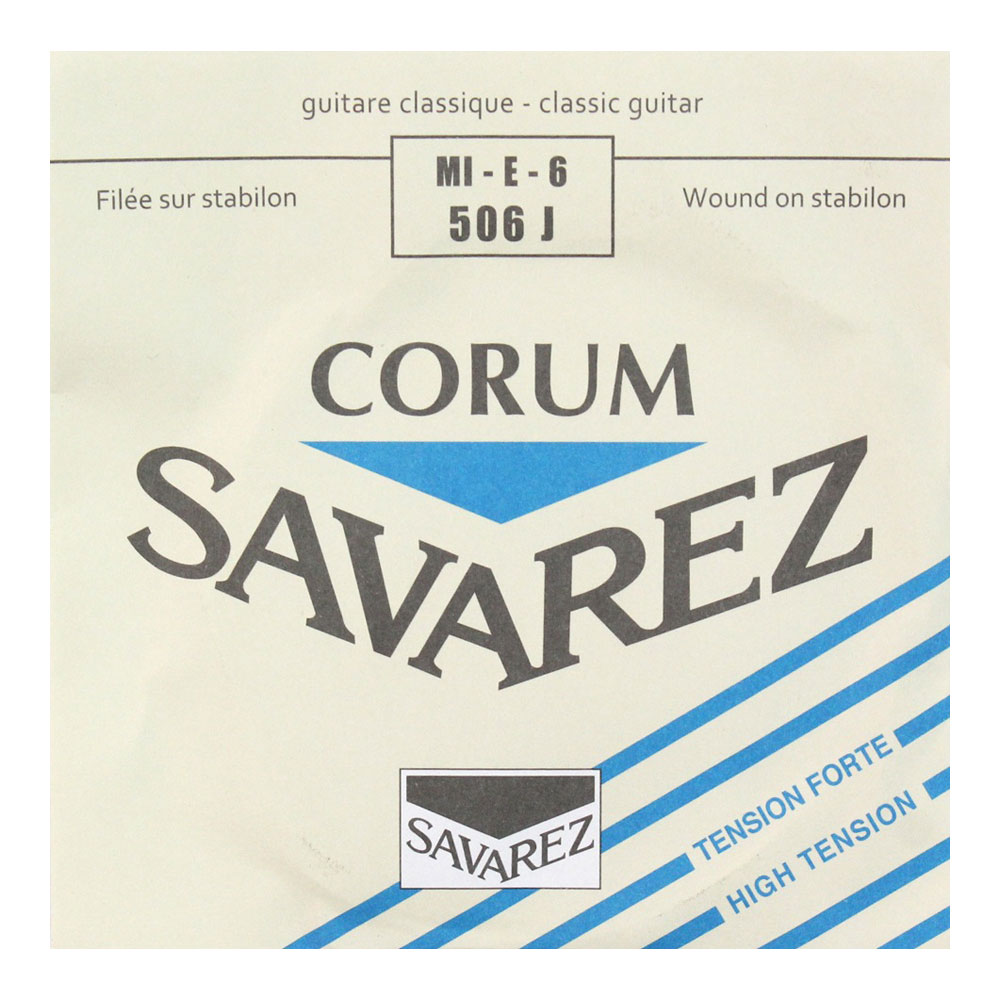 guitare classique - classic guitar
MI - E - 6
506 J
Filée sur stabilon
Wound on stabilon
CORUM
SAVAREZ
TENSION FORTE
HIGH TENSION
SAVAREZ